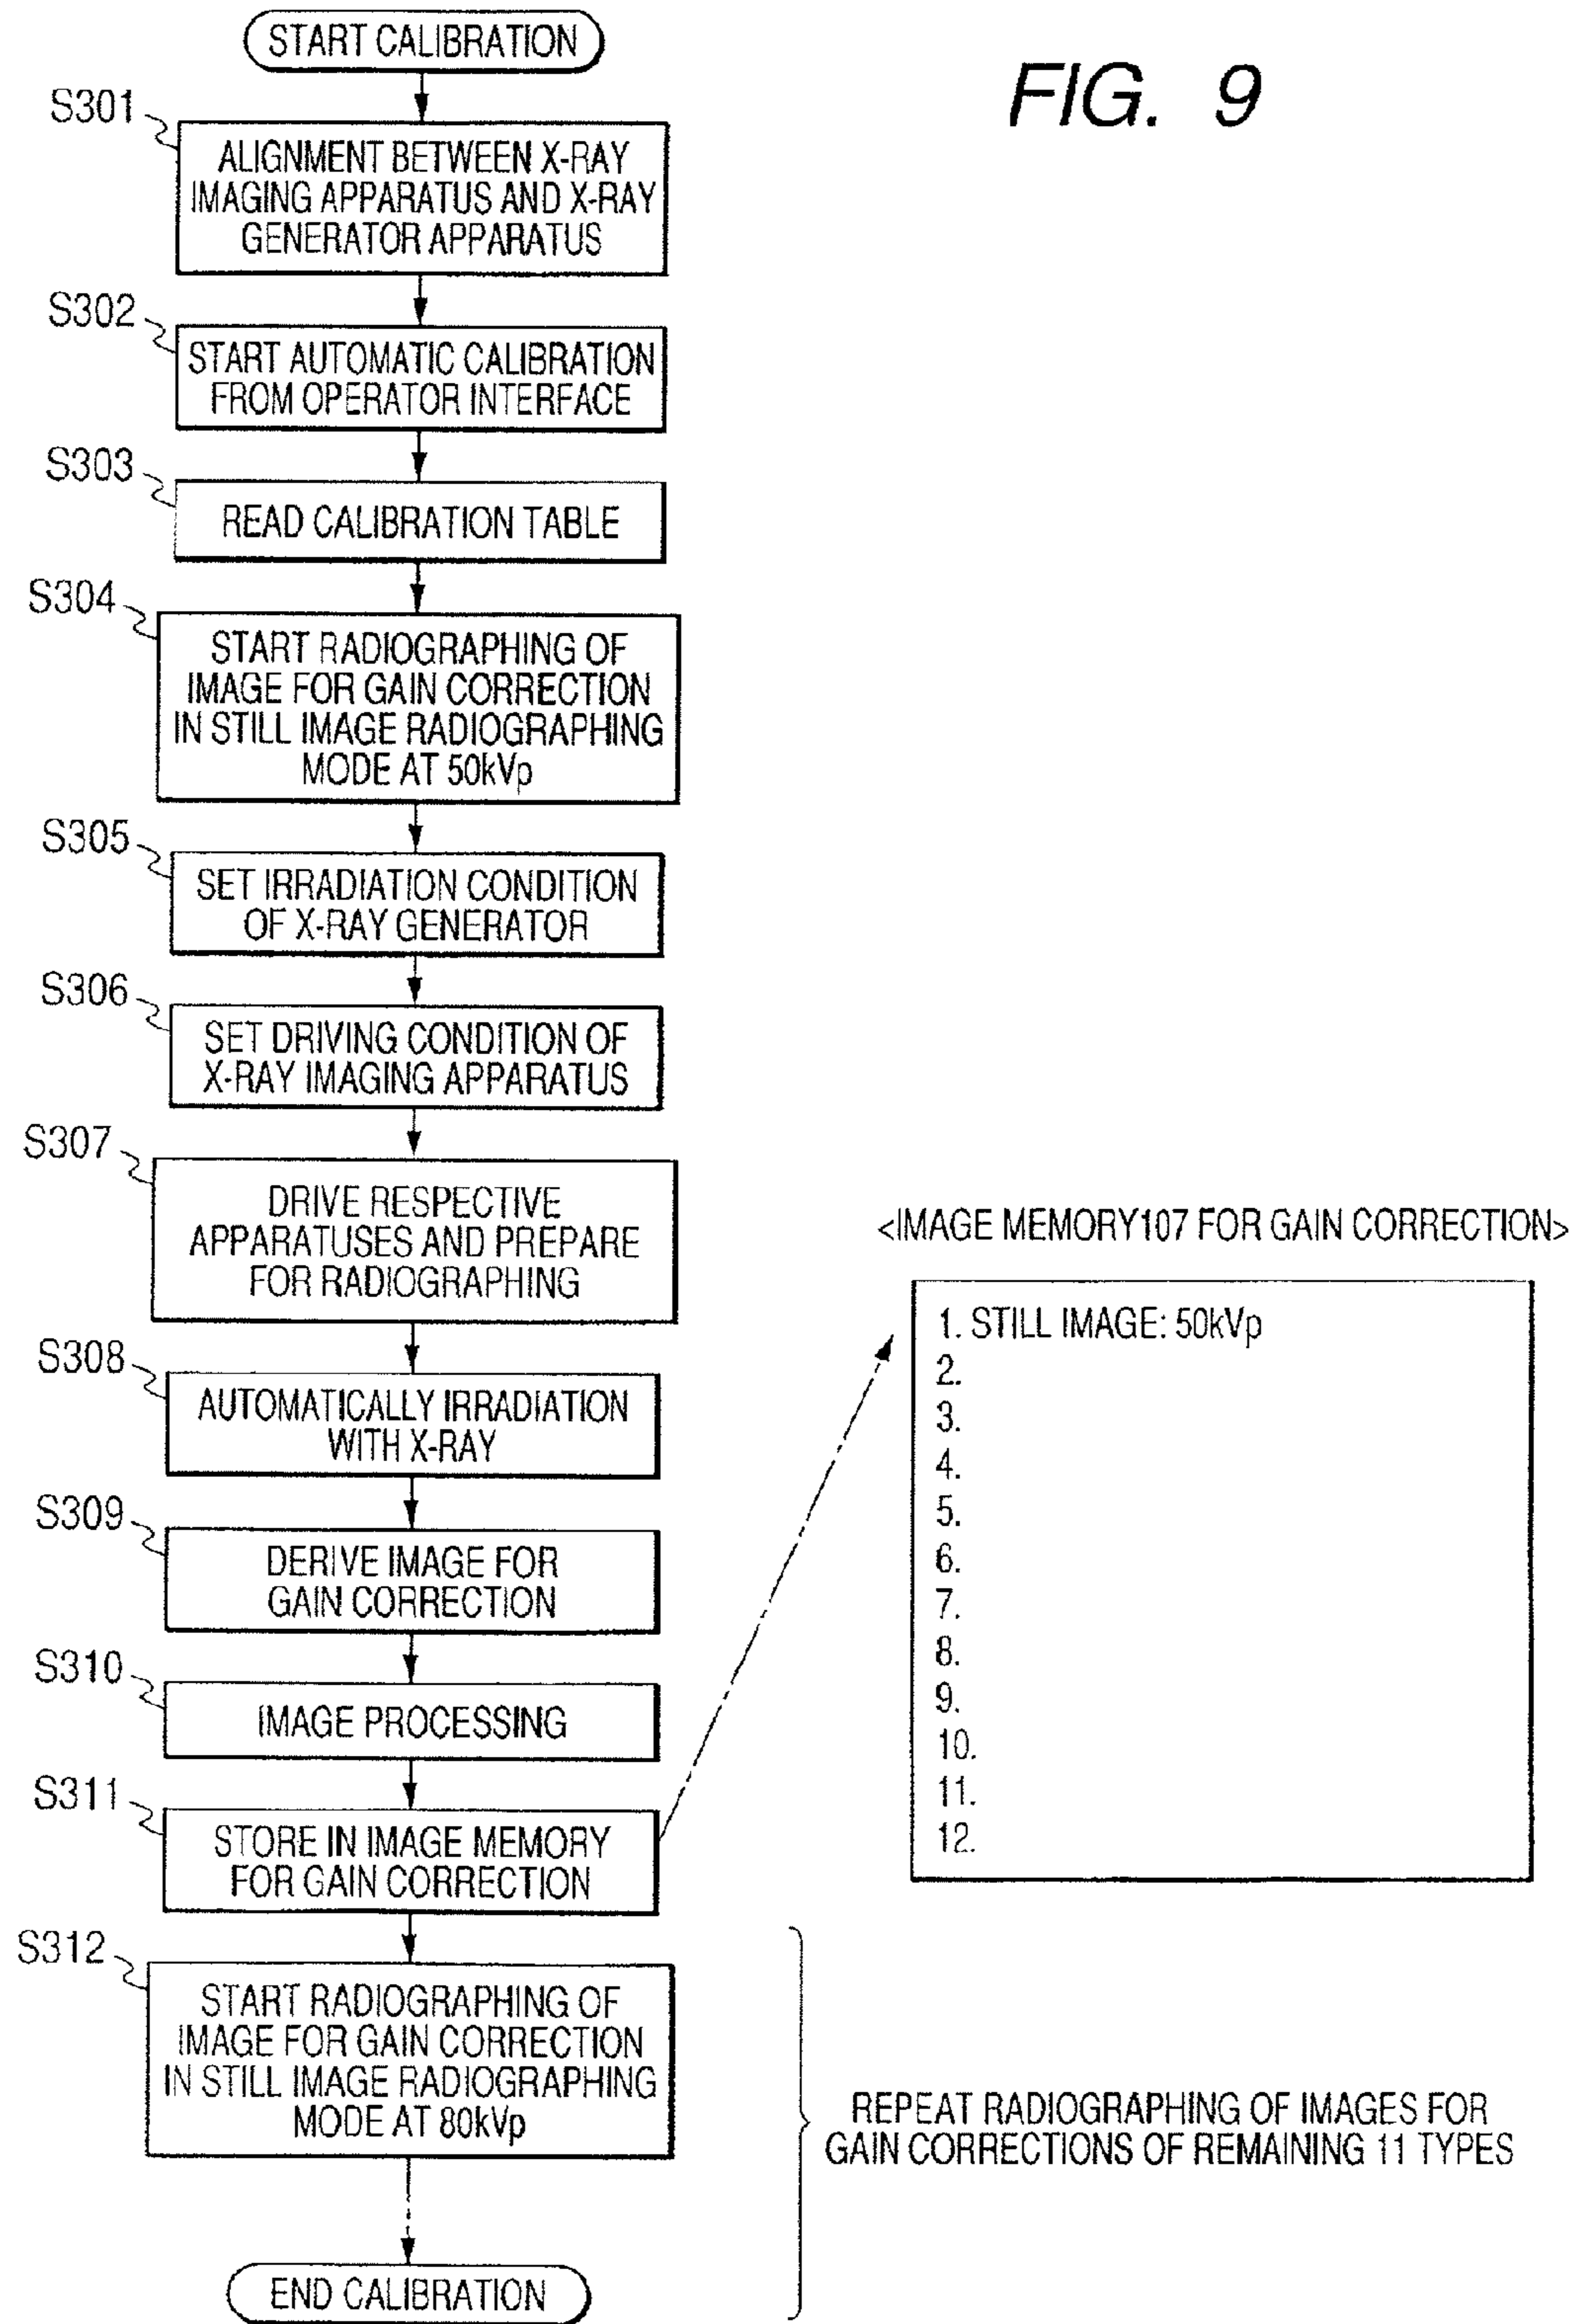 FIG. 9
START CALIBRATION
S301
ALIGNMENT BETWEEN X-RAY
IMAGING APPARATUS AND X-RAY
GENERATOR APPARATUS
S302
START AUTOMATIC CALIBRATION
FROM OPERATOR INTERFACE
S303
READ CALIBRATION TABLE
S304
START RADIOGRAPHING OF
IMAGE FOR GAIN CORRECTION
IN STILL IMAGE RADIOGRAPHING
MODE AT 50kVp
S305
SET IRRADIATION CONDITION
OF X-RAY GENERATOR
S306
SET DRIVING CONDITION OF
X-RAY IMAGING APPARATUS
S307
DRIVE RESPECTIVE
APPARATUSES AND PREPARE
FOR RADIOGRAPHING
S308
AUTOMATICALLY IRRADIATION
WITH X-RAY
S309
DERIVE IMAGE FOR
GAIN CORRECTION
S310
IMAGE PROCESSING
S311
STORE IN IMAGE MEMORY
FOR GAIN CORRECTION
<IMAGE MEMORY107 FOR GAIN CORRECTION>
1. STILL IMAGE: 50kVp
2.
3.
4.
5.
6.
7.
8.
9.
10.
11.
12.
S312
START RADIOGRAPHING OF
IMAGE FOR GAIN CORRECTION
IN STILL IMAGE RADIOGRAPHING
MODE AT 80kVp
REPEAT RADIOGRAPHING OF IMAGES FOR
GAIN CORRECTIONS OF REMAINING 11 TYPES
END CALIBRATION